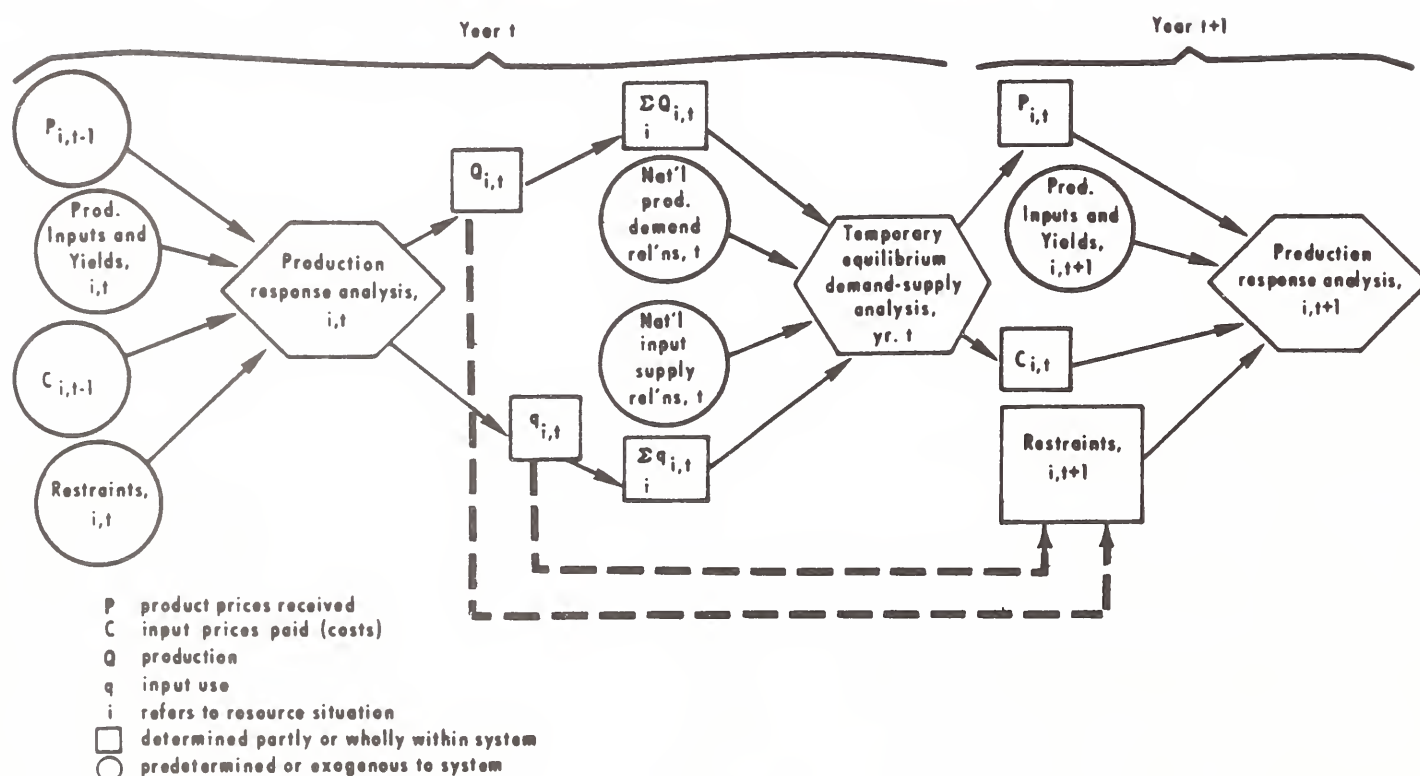 Year t
Year t+1
P i,t-1
Prod.
Inputs and
Yields,
i,t
C i,t-1
Restraints,
i,t
Production
response analysis,
i,t
Q i,t
q i,t
Σ Q i,t
i
Nat'l
prod.
demand
rel'ns, t
Nat'l
input
supply
rel'ns, t
Σ q i,t
i
Temporary
equilibrium
demand-supply
analysis,
yr. t
P i,t
Prod.
Inputs and
Yields,
i,t+1
C i,t
Restraints,
i,t+1
Production
response analysis,
i,t+1
P product prices received
C input prices paid (costs)
Q production
q input use
i refers to resource situation
determined partly or wholly within system
predetermined or exogenous to system